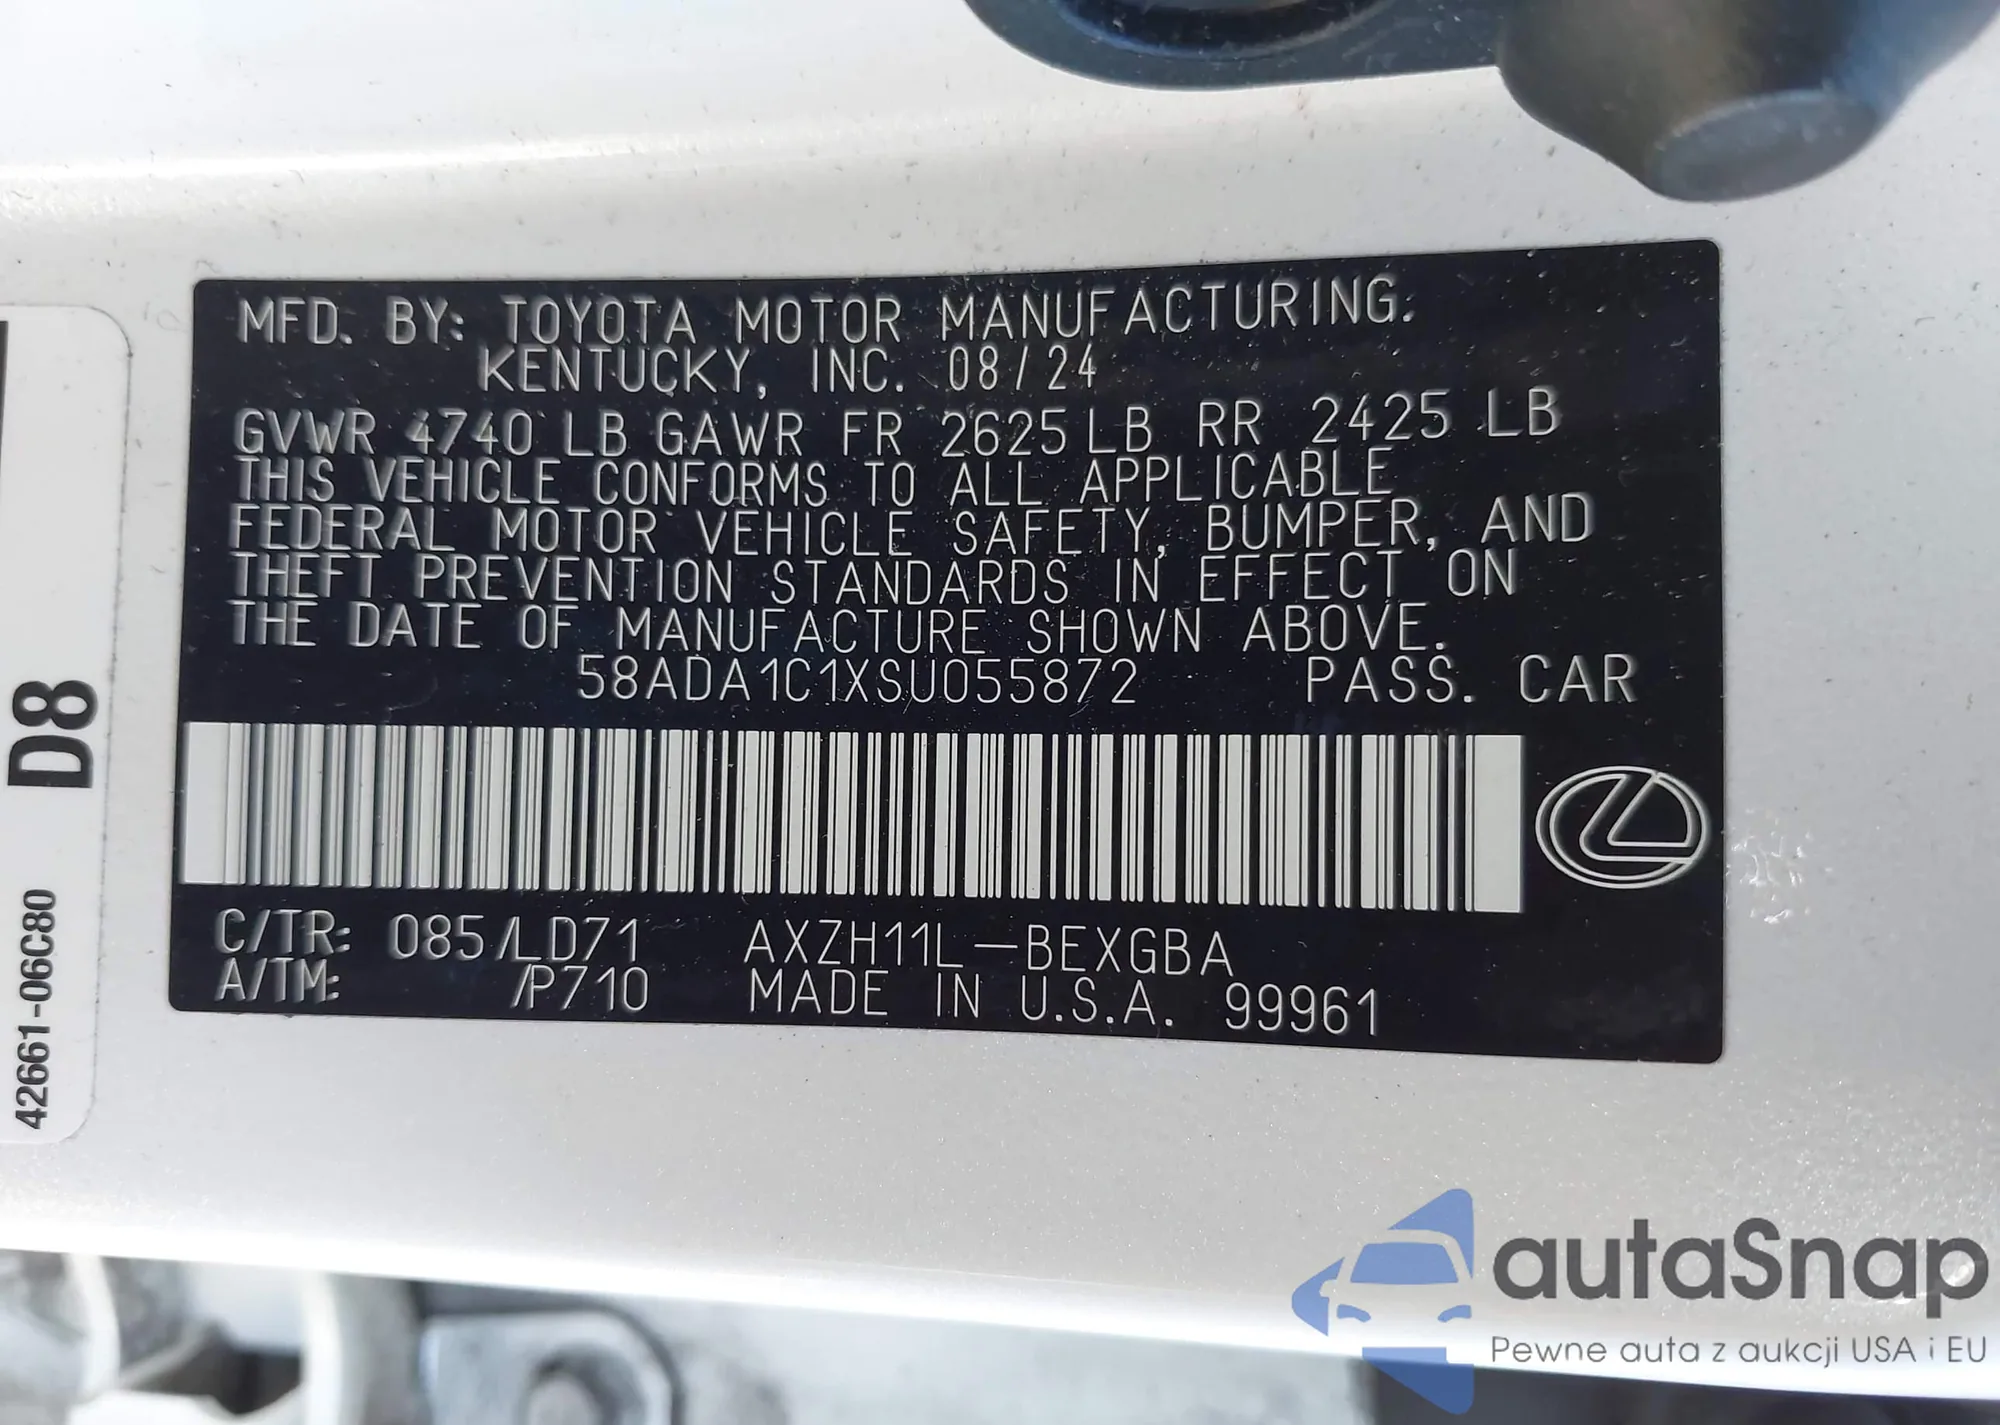 MFD. BY: TOYOTA MOTOR MANUFACTURING.
KENTUCKY, INC. 08/24
GVWR 4740 LB GAWR FR 2625 LB RR 2425 LB
THIS VEHICLE CONFORMS TO ALL APPLICABLE
FEDERAL MOTOR VEHICLE SAFETY, BUMPER, AND
THEFT PREVENTION STANDARDS IN EFFECT ON
THE DATE OF MANUFACTURE SHOWN ABOVE.
58ADA1C1XSU055872 PASS. CAR
C/TR: 085/LD71 AXZH11L-BEXGBA
A/TM: /P710 MADE IN U.S.A. 99961
D8
42661-06C80
autaSnap
Pewne auta z aukcji USA i EU